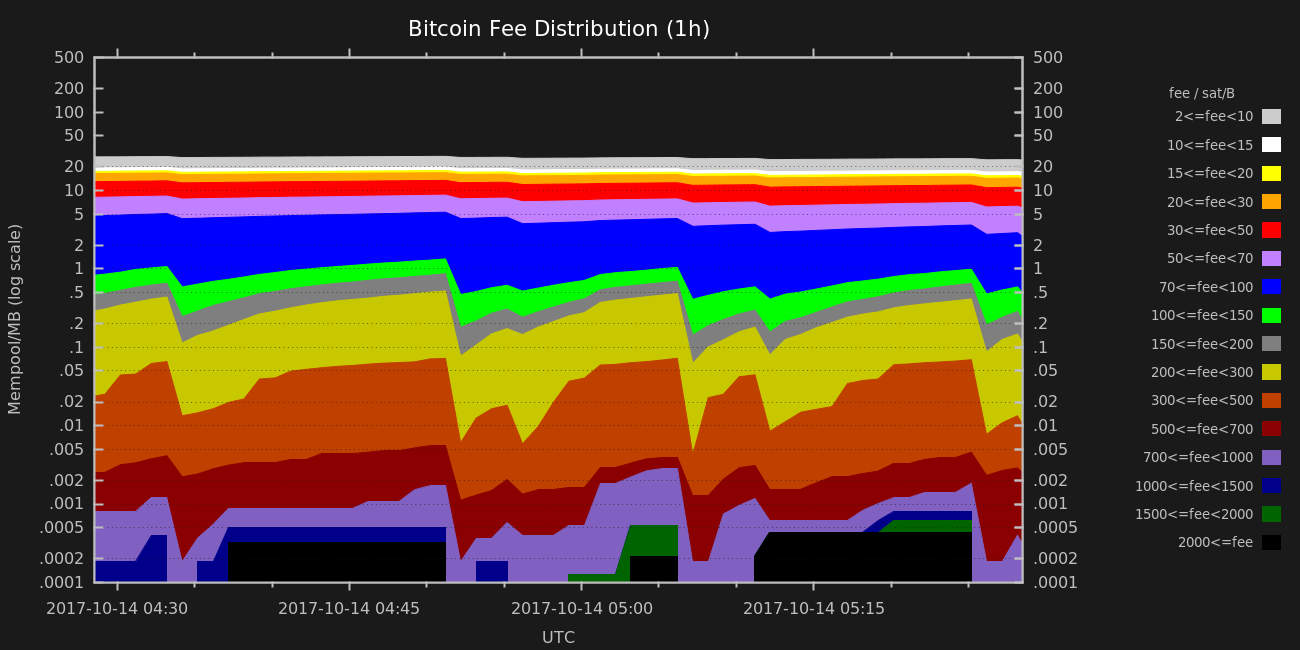 Bitcoin Fee Distribution (1h)
500 500
200 200
100 100
50 50
20 20
10 10
5 5
2 2
1 1
.5 .5
.2 .2
.1 .1
.05 .05
.02 .02
.01 .01
.005 .005
.002 .002
.001 .001
.0005 .0005
.0002 .0002
.0001 .0001
Mempool/MB (log scale)
2017-10-14 04:30 2017-10-14 04:45 2017-10-14 05:00 2017-10-14 05:15
UTC
fee / sat/B
2<=fee<10
10<=fee<15
15<=fee<20
20<=fee<30
30<=fee<50
50<=fee<70
70<=fee<100
100<=fee<150
150<=fee<200
200<=fee<300
300<=fee<500
500<=fee<700
700<=fee<1000
1000<=fee<1500
1500<=fee<2000
2000<=fee